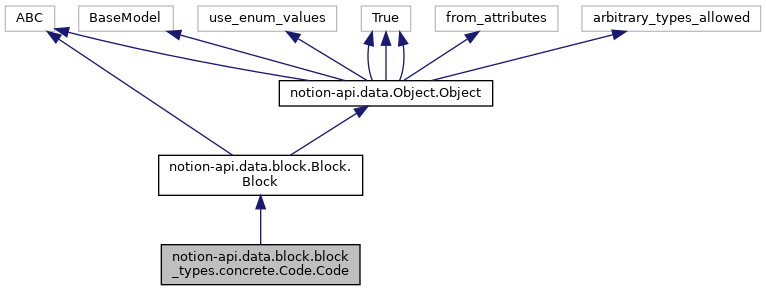 ABC
BaseModel
use_enum_values
True
from_attributes
arbitrary_types_allowed
notion-api.data.Object.Object
notion-api.data.block.Block.
Block
notion-api.data.block.block
_types.concrete.Code.Code